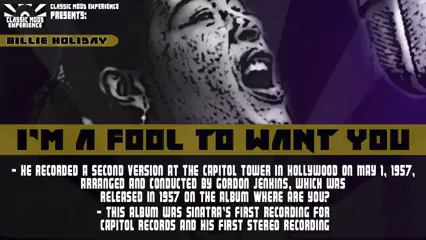 CLASSIC MODS EXPERIENCE
PRESENTS:
CLASSIC MODS
EXPERIENCE
BILLIE HOLIDAY
I'M A FOOL TO WANT YOU
- HE RECORDED A SECOND VERSION AT THE CAPITOL TOWER IN HOLLYWOOD ON MAY 1, 1957,
ARRANGED AND CONDUCTED BY GORDON JENKINS, WHICH WAS
RELEASED IN 1957 ON THE ALBUM WHERE ARE YOU?
- THIS ALBUM WAS SINATRA'S FIRST RECORDING FOR
CAPITOL RECORDS AND HIS FIRST STEREO RECORDING